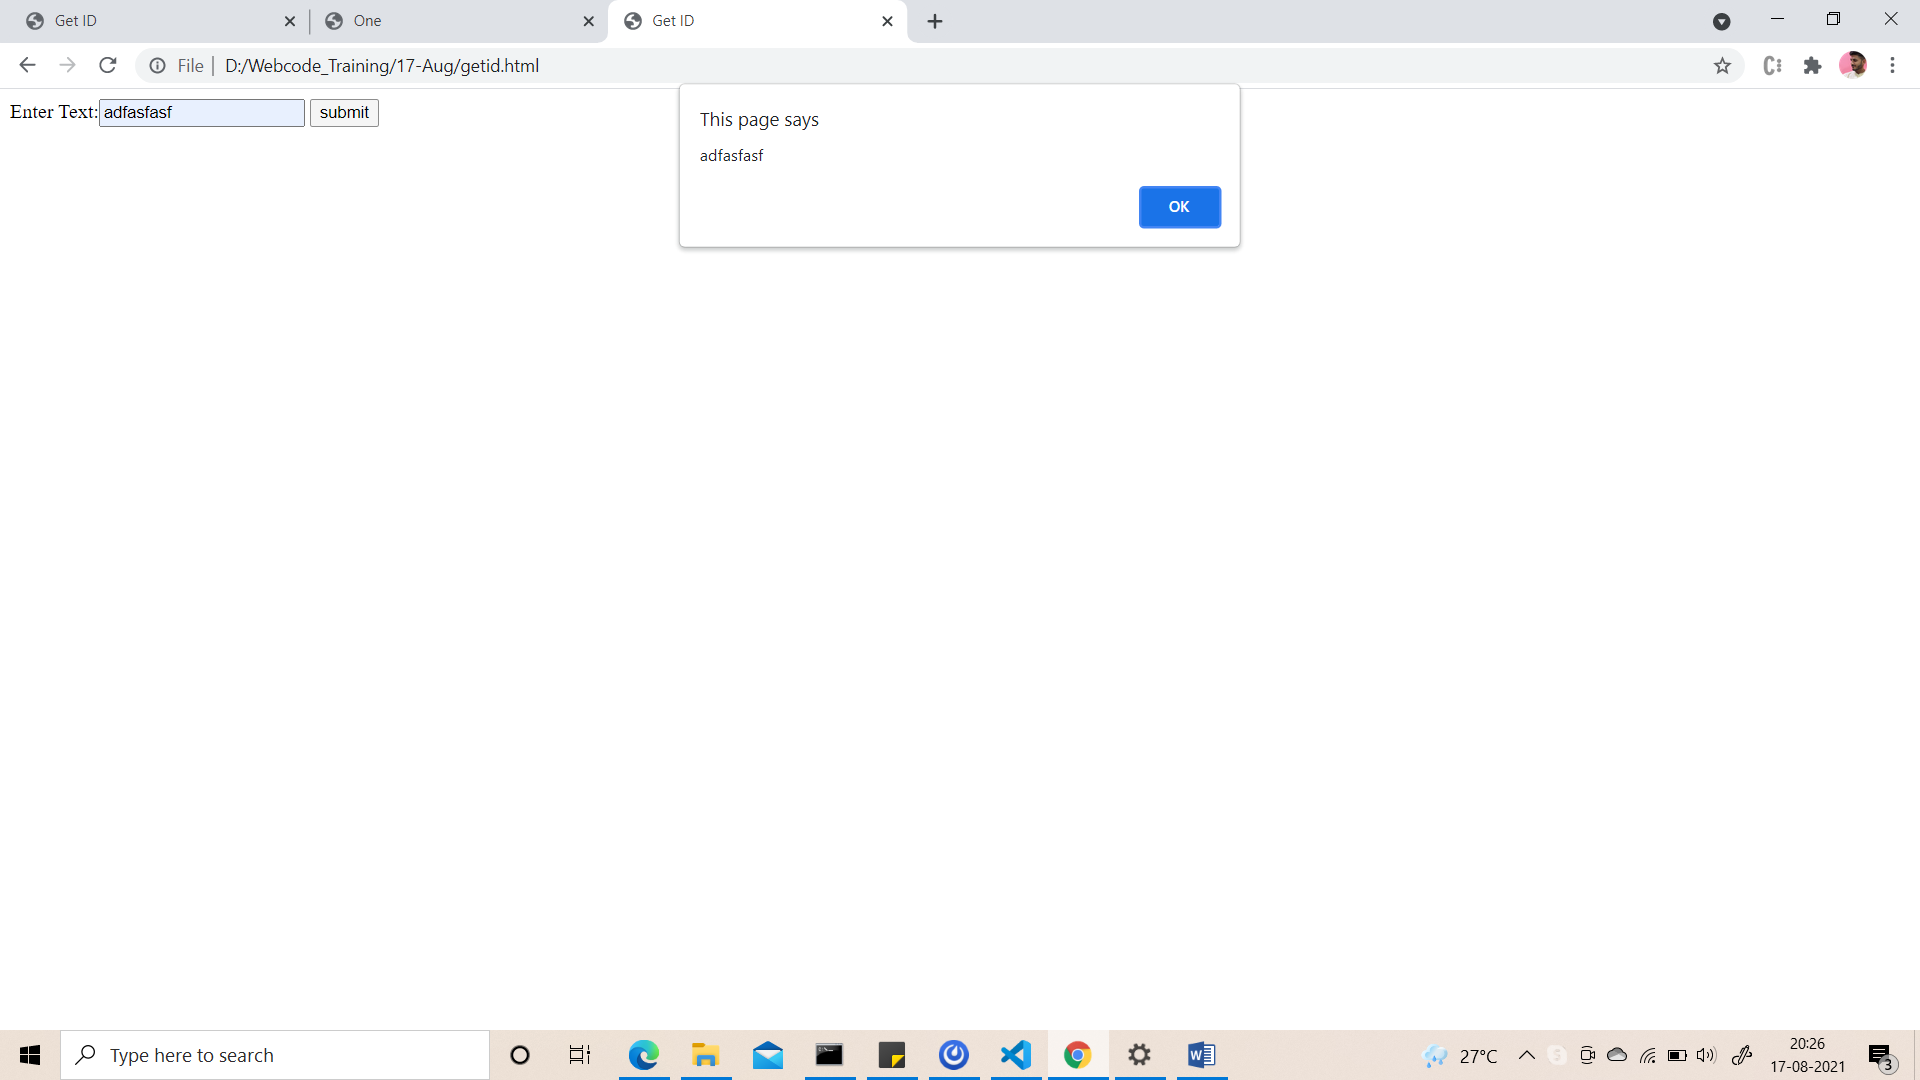 Get ID
One
Get ID
File | D:/Webcode_Training/17-Aug/getid.html
Enter Text: adfasfasf submit
This page says
adfasfasf
OK
Type here to search
27°C
20:26
17-08-2021
3